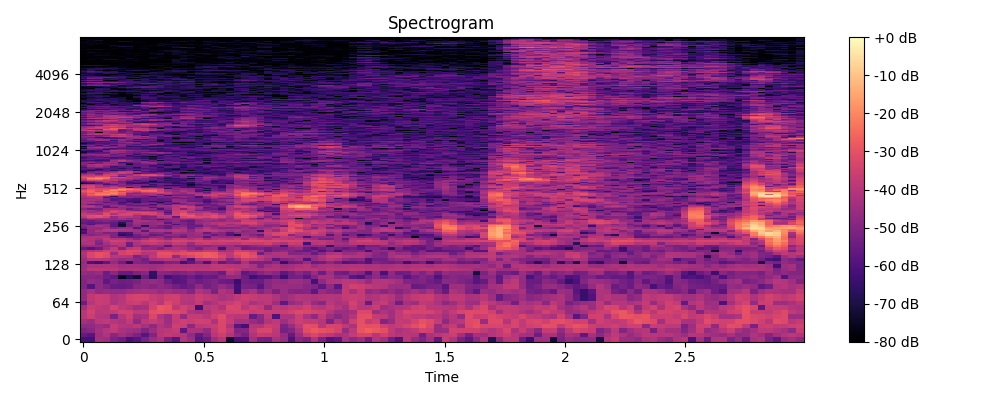 Spectrogram
Hz
4096
2048
1024
512
256
128
64
0
0
0.5
1
1.5
2
2.5
Time
+0 dB
-10 dB
-20 dB
-30 dB
-40 dB
-50 dB
-60 dB
-70 dB
-80 dB